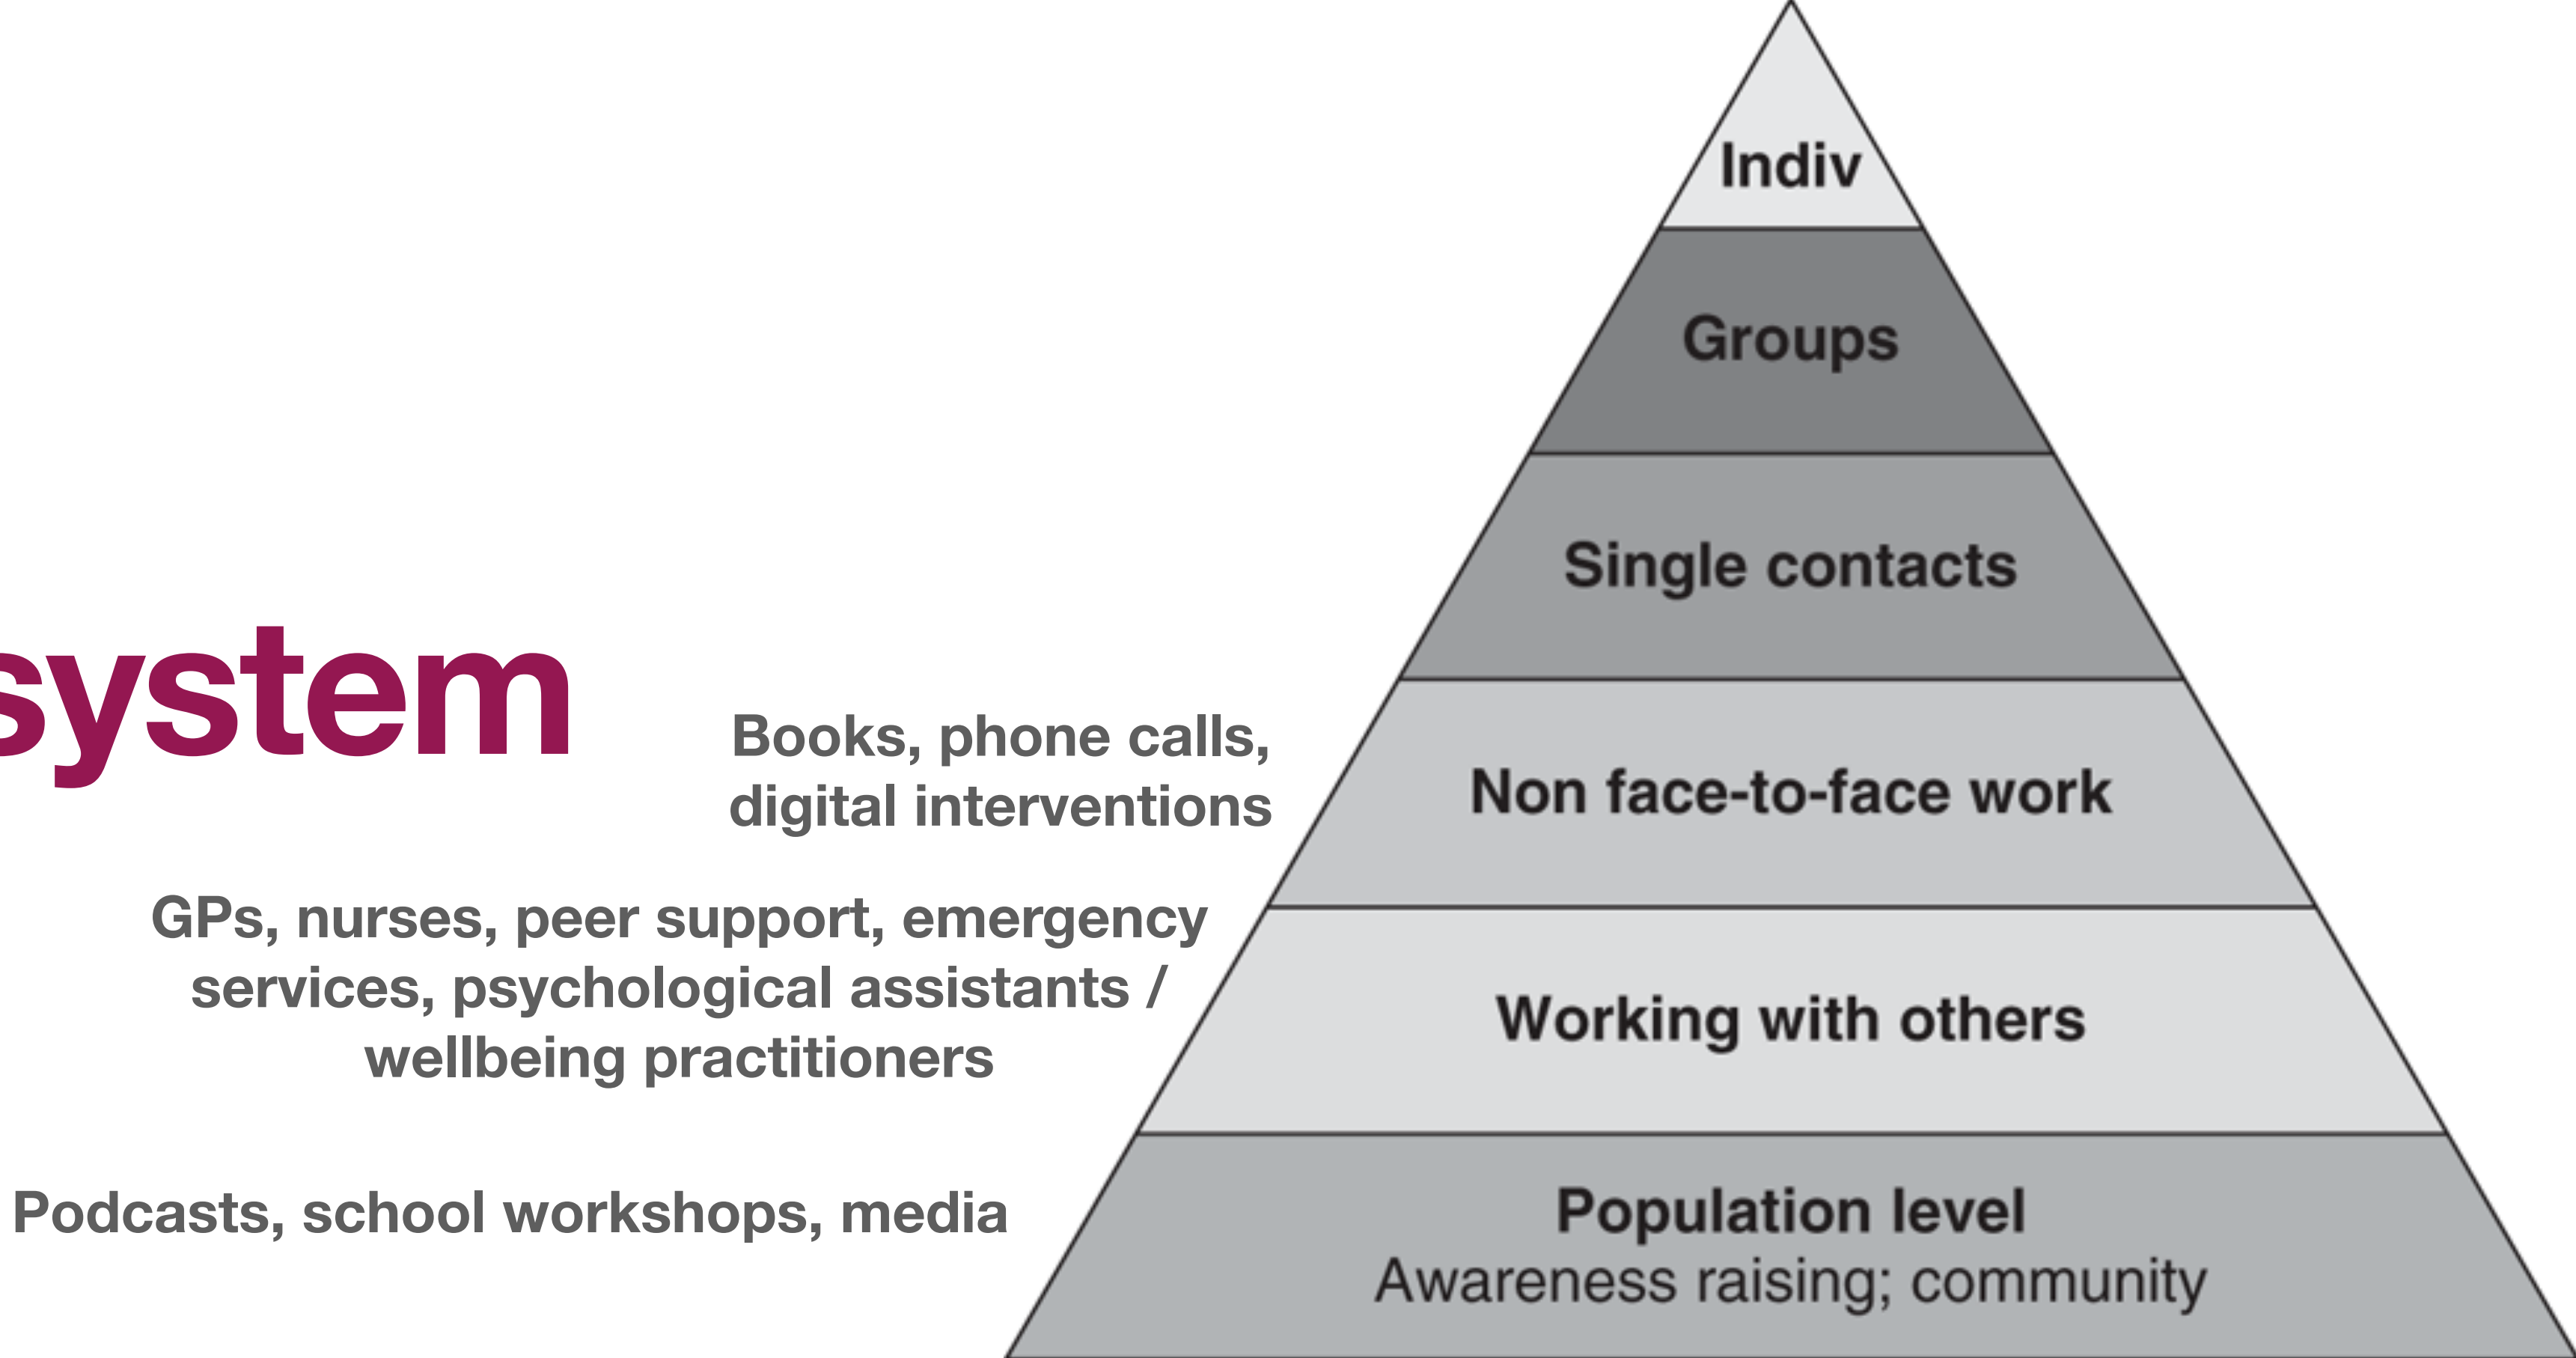 Indiv
Groups
Single contacts
system
Books, phone calls,
digital interventions
Non face-to-face work
GPs, nurses, peer support, emergency
services, psychological assistants /
wellbeing practitioners
Working with others
Podcasts, school workshops, media
Population level
Awareness raising; community